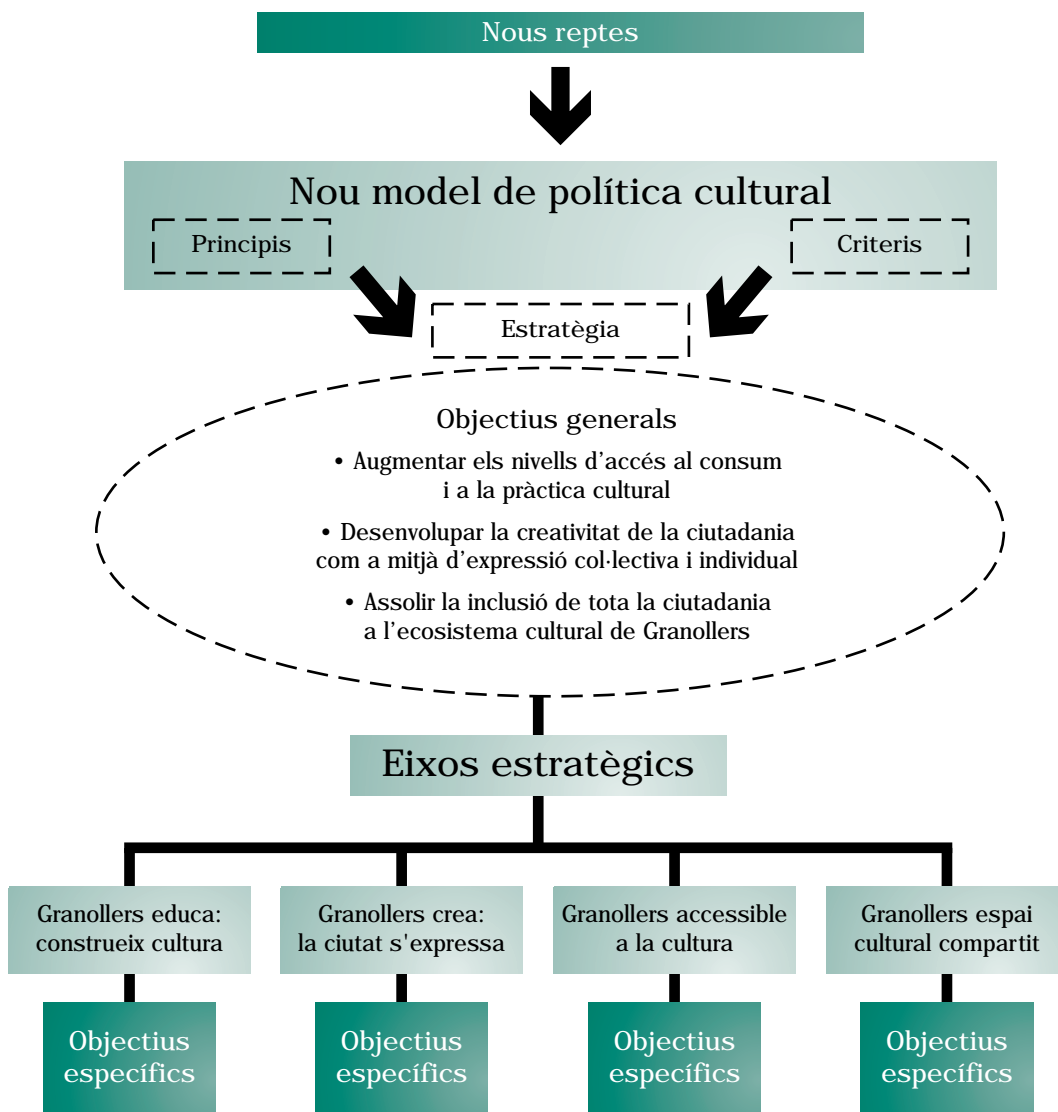 Nous reptes
Nou model de política cultural
Principis
Criteris
Estratègia
Objectius generals
• Augmentar els nivells d’accés al consum
i a la pràctica cultural
• Desenvolupar la creativitat de la ciutadania
com a mitjà d’expressió col·lectiva i individual
• Assolir la inclusió de tota la ciutadania
a l’ecosistema cultural de Granollers
Eixos estratègics
Granollers educa:
construeix cultura
Granollers crea:
la ciutat s'expressa
Granollers accessible
a la cultura
Granollers espai
cultural compartit
Objectius
específics
Objectius
específics
Objectius
específics
Objectius
específics